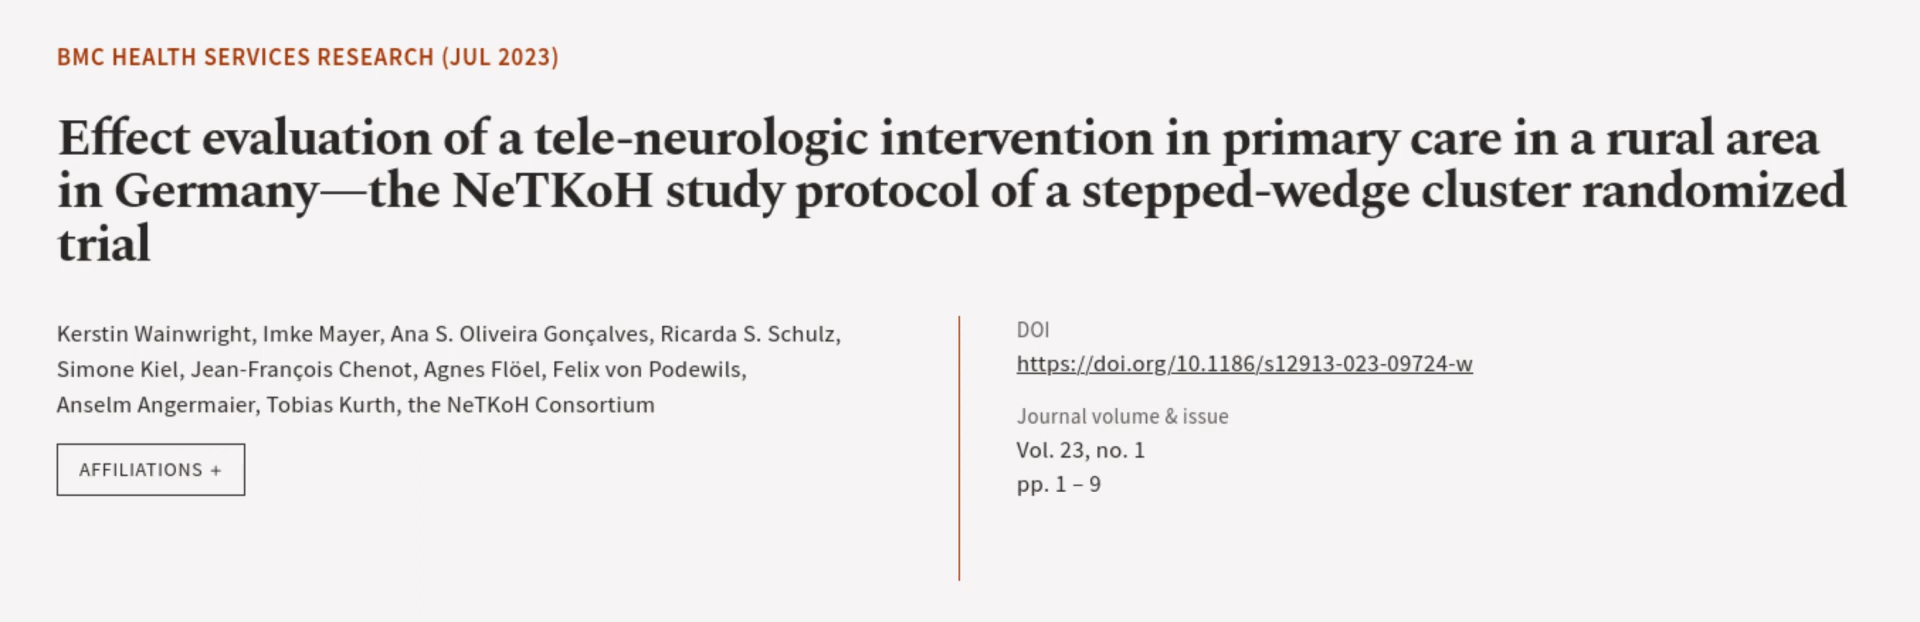 BMC HEALTH SERVICES RESEARCH (JUL 2023)
Effect evaluation of a tele-neurologic intervention in primary care in a rural area
in Germany—the NeTKoH study protocol of a stepped-wedge cluster randomized
trial
Kerstin Wainwright, Imke Mayer, Ana S. Oliveira Gonçalves, Ricarda S. Schulz,
Simone Kiel, Jean-François Chenot, Agnes Flöel, Felix von Podewils,
Anselm Angermaier, Tobias Kurth, the NeTKoH Consortium
AFFILIATIONS +
DOI
https://doi.org/10.1186/s12913-023-09724-w
Journal volume & issue
Vol. 23, no. 1
pp. 1 – 9